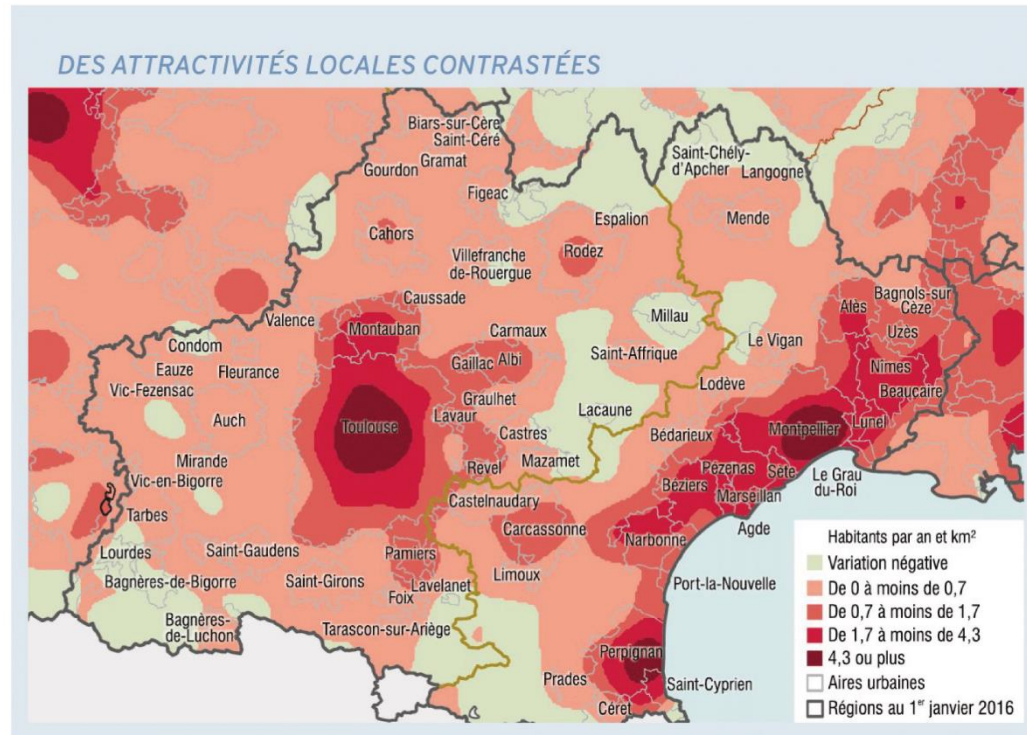 DES ATTRACTIVITÉS LOCALES CONTRASTÉES
Biars-sur-Cère
Saint-Céré
Gramat
Gourdon
Figeac
Saint-Chély-
d'Apcher
Langogne
Espalion
Mende
Cahors
Rodez
Villefranche
de-Rouergue
Caussade
Valence
Montauban
Carmaux
Millau
Alès
Bagnols-sur
Cèze
Uzès
Condom
Gaillac
Albi
Saint-Affrique
Le Vigan
Eauze
Fleurance
Vic-Fezensac
Nîmes
Beaucaire
Graulhet
Lodève
Lavaur
Auch
Toulouse
Lacaune
Castres
Bédarieux
Montpellier
Lunel
Mirande
Revel
Mazamet
Pézenas
Sète
Le Grau
du-Roi
Vic-en-Bigorre
Béziers
Marseillan
Castelnaudary
Tarbes
Carcassonne
Narbonne
Agde
Lourdes
Saint-Gaudens
Pamiers
Limoux
Bagnères-de-Bigorre
Saint-Girons
Lavelanet
Foix
Port-la-Nouvelle
Bagnères-
de-Luchon
Tarascon-sur-Ariège
Perpignan
Prades
Saint-Cyprien
Céret
Habitants par an et km²
Variation négative
De 0 à moins de 0,7
De 0,7 à moins de 1,7
De 1,7 à moins de 4,3
4,3 ou plus
Aires urbaines
Régions au 1er janvier 2016